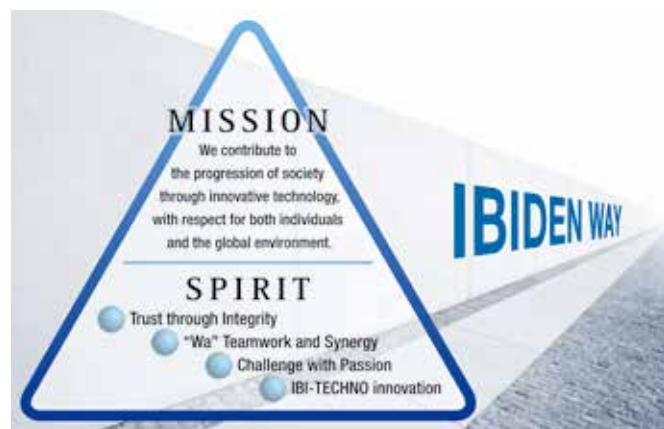 MISSION
We contribute to
the progression of society
through innovative technology,
with respect for both individuals
and the global environment.
SPIRIT
Trust through Integrity
"Wa" Teamwork and Synergy
Challenge with Passion
IBI-TECHNO innovation
IBIDEN WAY